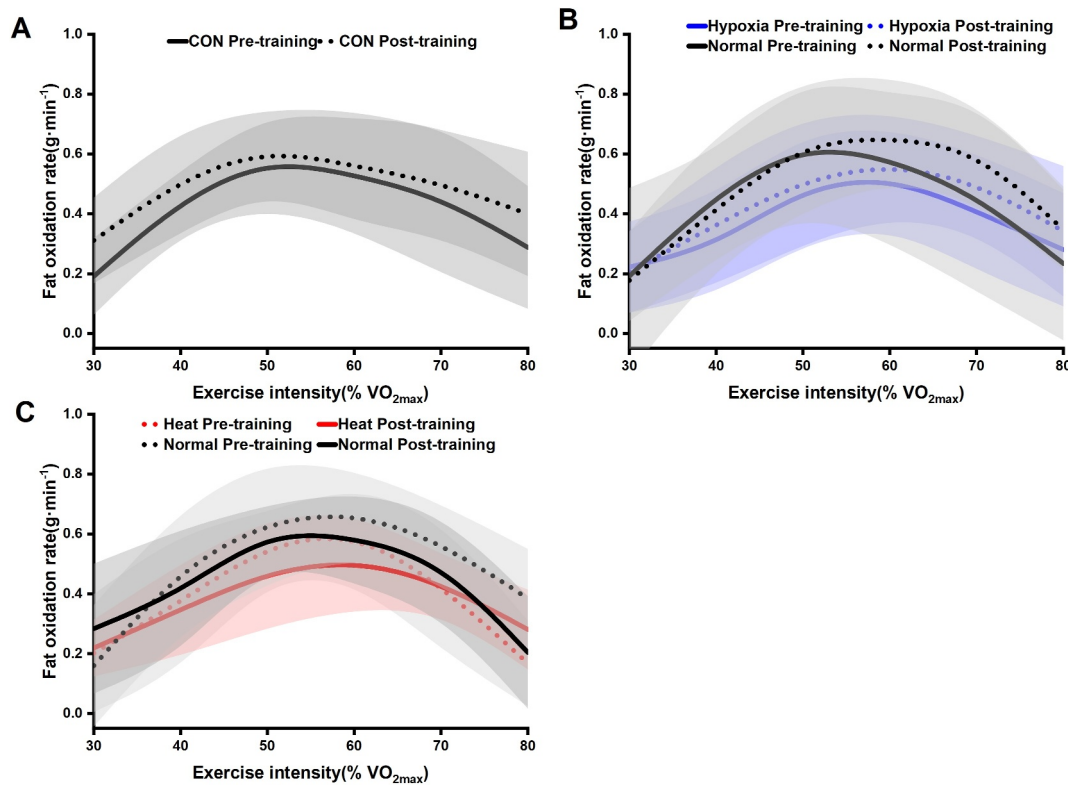 A
CON Pre-training CON Post-training
1.0
0.8
0.6
0.4
0.2
0.0
Fat oxidation rate(g·min⁻¹)
30 40 50 60 70 80
Exercise intensity(% VO₂max)
B
Hypoxia Pre-training Hypoxia Post-training
Normal Pre-training Normal Post-training
1.0
0.8
0.6
0.4
0.2
0.0
Fat oxidation rate(g·min⁻¹)
30 40 50 60 70 80
Exercise intensity(% VO₂max)
C
Heat Pre-training Heat Post-training
Normal Pre-training Normal Post-training
1.0
0.8
0.6
0.4
0.2
0.0
Fat oxidation rate(g·min⁻¹)
30 40 50 60 70 80
Exercise intensity(% VO₂max)